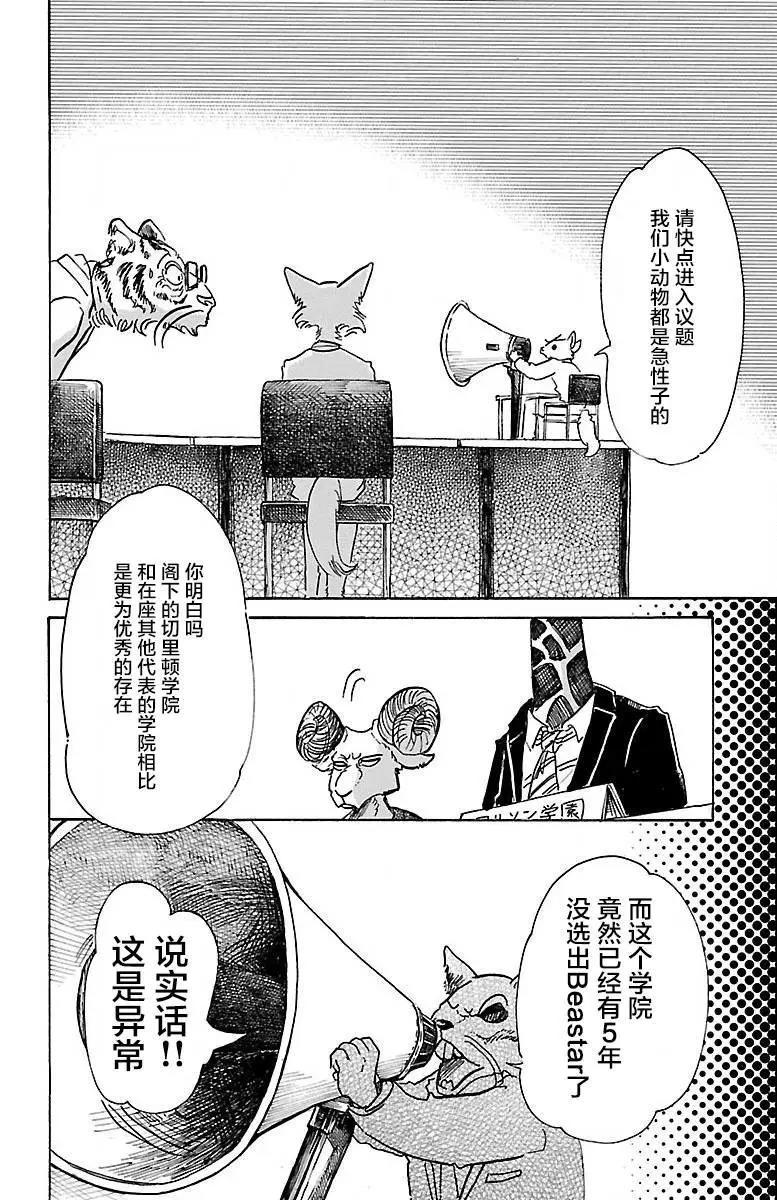 请快点进入议题
我们小动物都是急性子的
你明白吗
阁下的切里顿学院
和在座其他代表的学院相比
是更为优秀的存在
ソン学園
而这个学院
竟然已经有5年
没选出Beastar了
说实话!!
这是异常